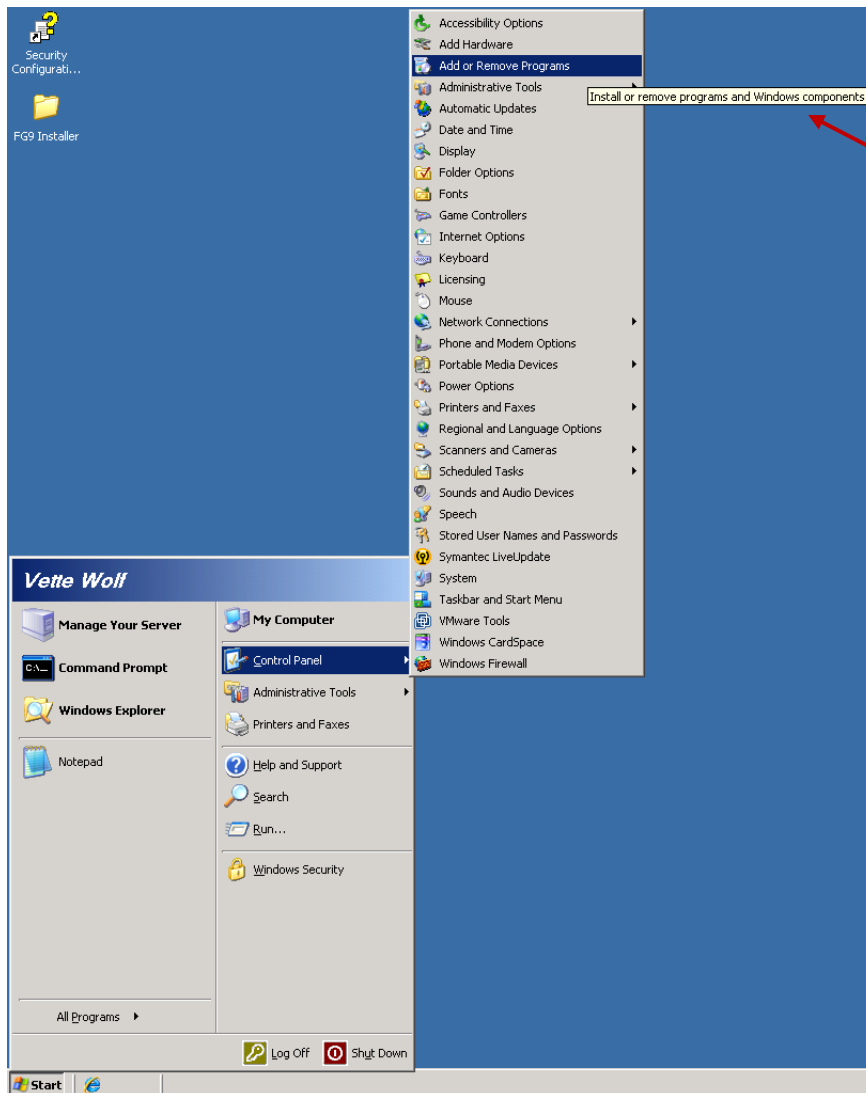 Security
Configurati...
FG9 Installer
Accessibility Options
Add Hardware
Add or Remove Programs
Administrative Tools
Install or remove programs and Windows components
Automatic Updates
Date and Time
Display
Folder Options
Fonts
Game Controllers
Internet Options
Keyboard
Licensing
Mouse
Network Connections
Phone and Modem Options
Portable Media Devices
Power Options
Printers and Faxes
Regional and Language Options
Scanners and Cameras
Scheduled Tasks
Sounds and Audio Devices
Speech
Stored User Names and Passwords
Symantec LiveUpdate
System
Taskbar and Start Menu
VMware Tools
Windows CardSpace
Windows Firewall
Vette Wolf
Manage Your Server
Command Prompt
Windows Explorer
Notepad
All Programs
My Computer
Control Panel
Administrative Tools
Printers and Faxes
Help and Support
Search
Run...
Windows Security
Log Off
Shut Down
Start